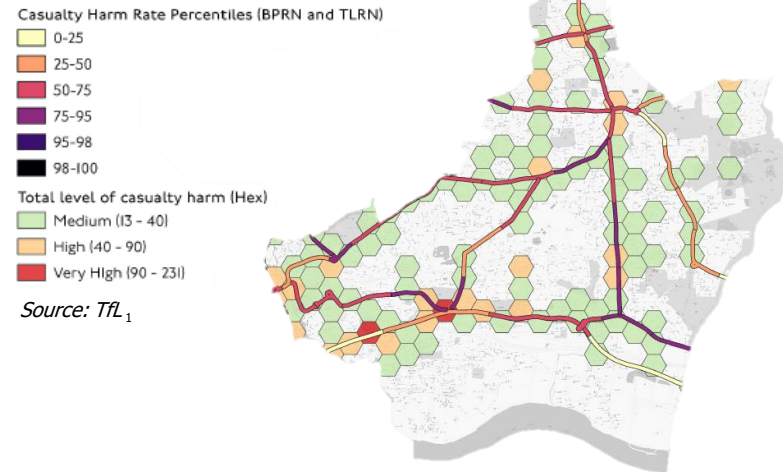 Casualty Harm Rate Percentiles (BPRN and TLRN)
0-25
25-50
50-75
75-95
95-98
98-100
Total level of casualty harm (Hex)
Medium (13 - 40)
High (40 - 90)
Very HIgh (90 - 231)
Source: TfL 1